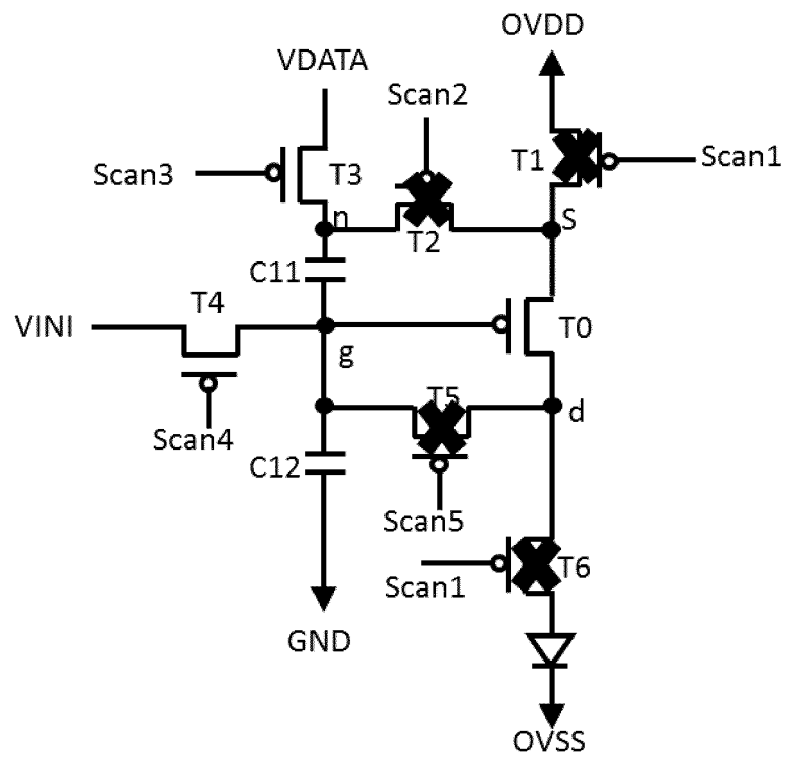 OVDD
VDATA
Scan2
T1
Scan1
Scan3
T3
n
T2
S
C11
T4
VINI
T0
g
T5
d
Scan4
C12
Scan5
T6
Scan1
GND
OVSS